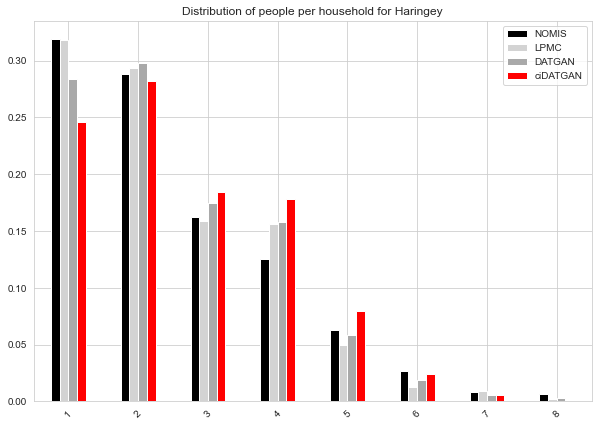 Distribution of people per household for Haringey
NOMIS
LPMC
DATGAN
ciDATGAN
0.30
0.25
0.20
0.15
0.10
0.05
0.00
1 2 3 4 5 6 7 8